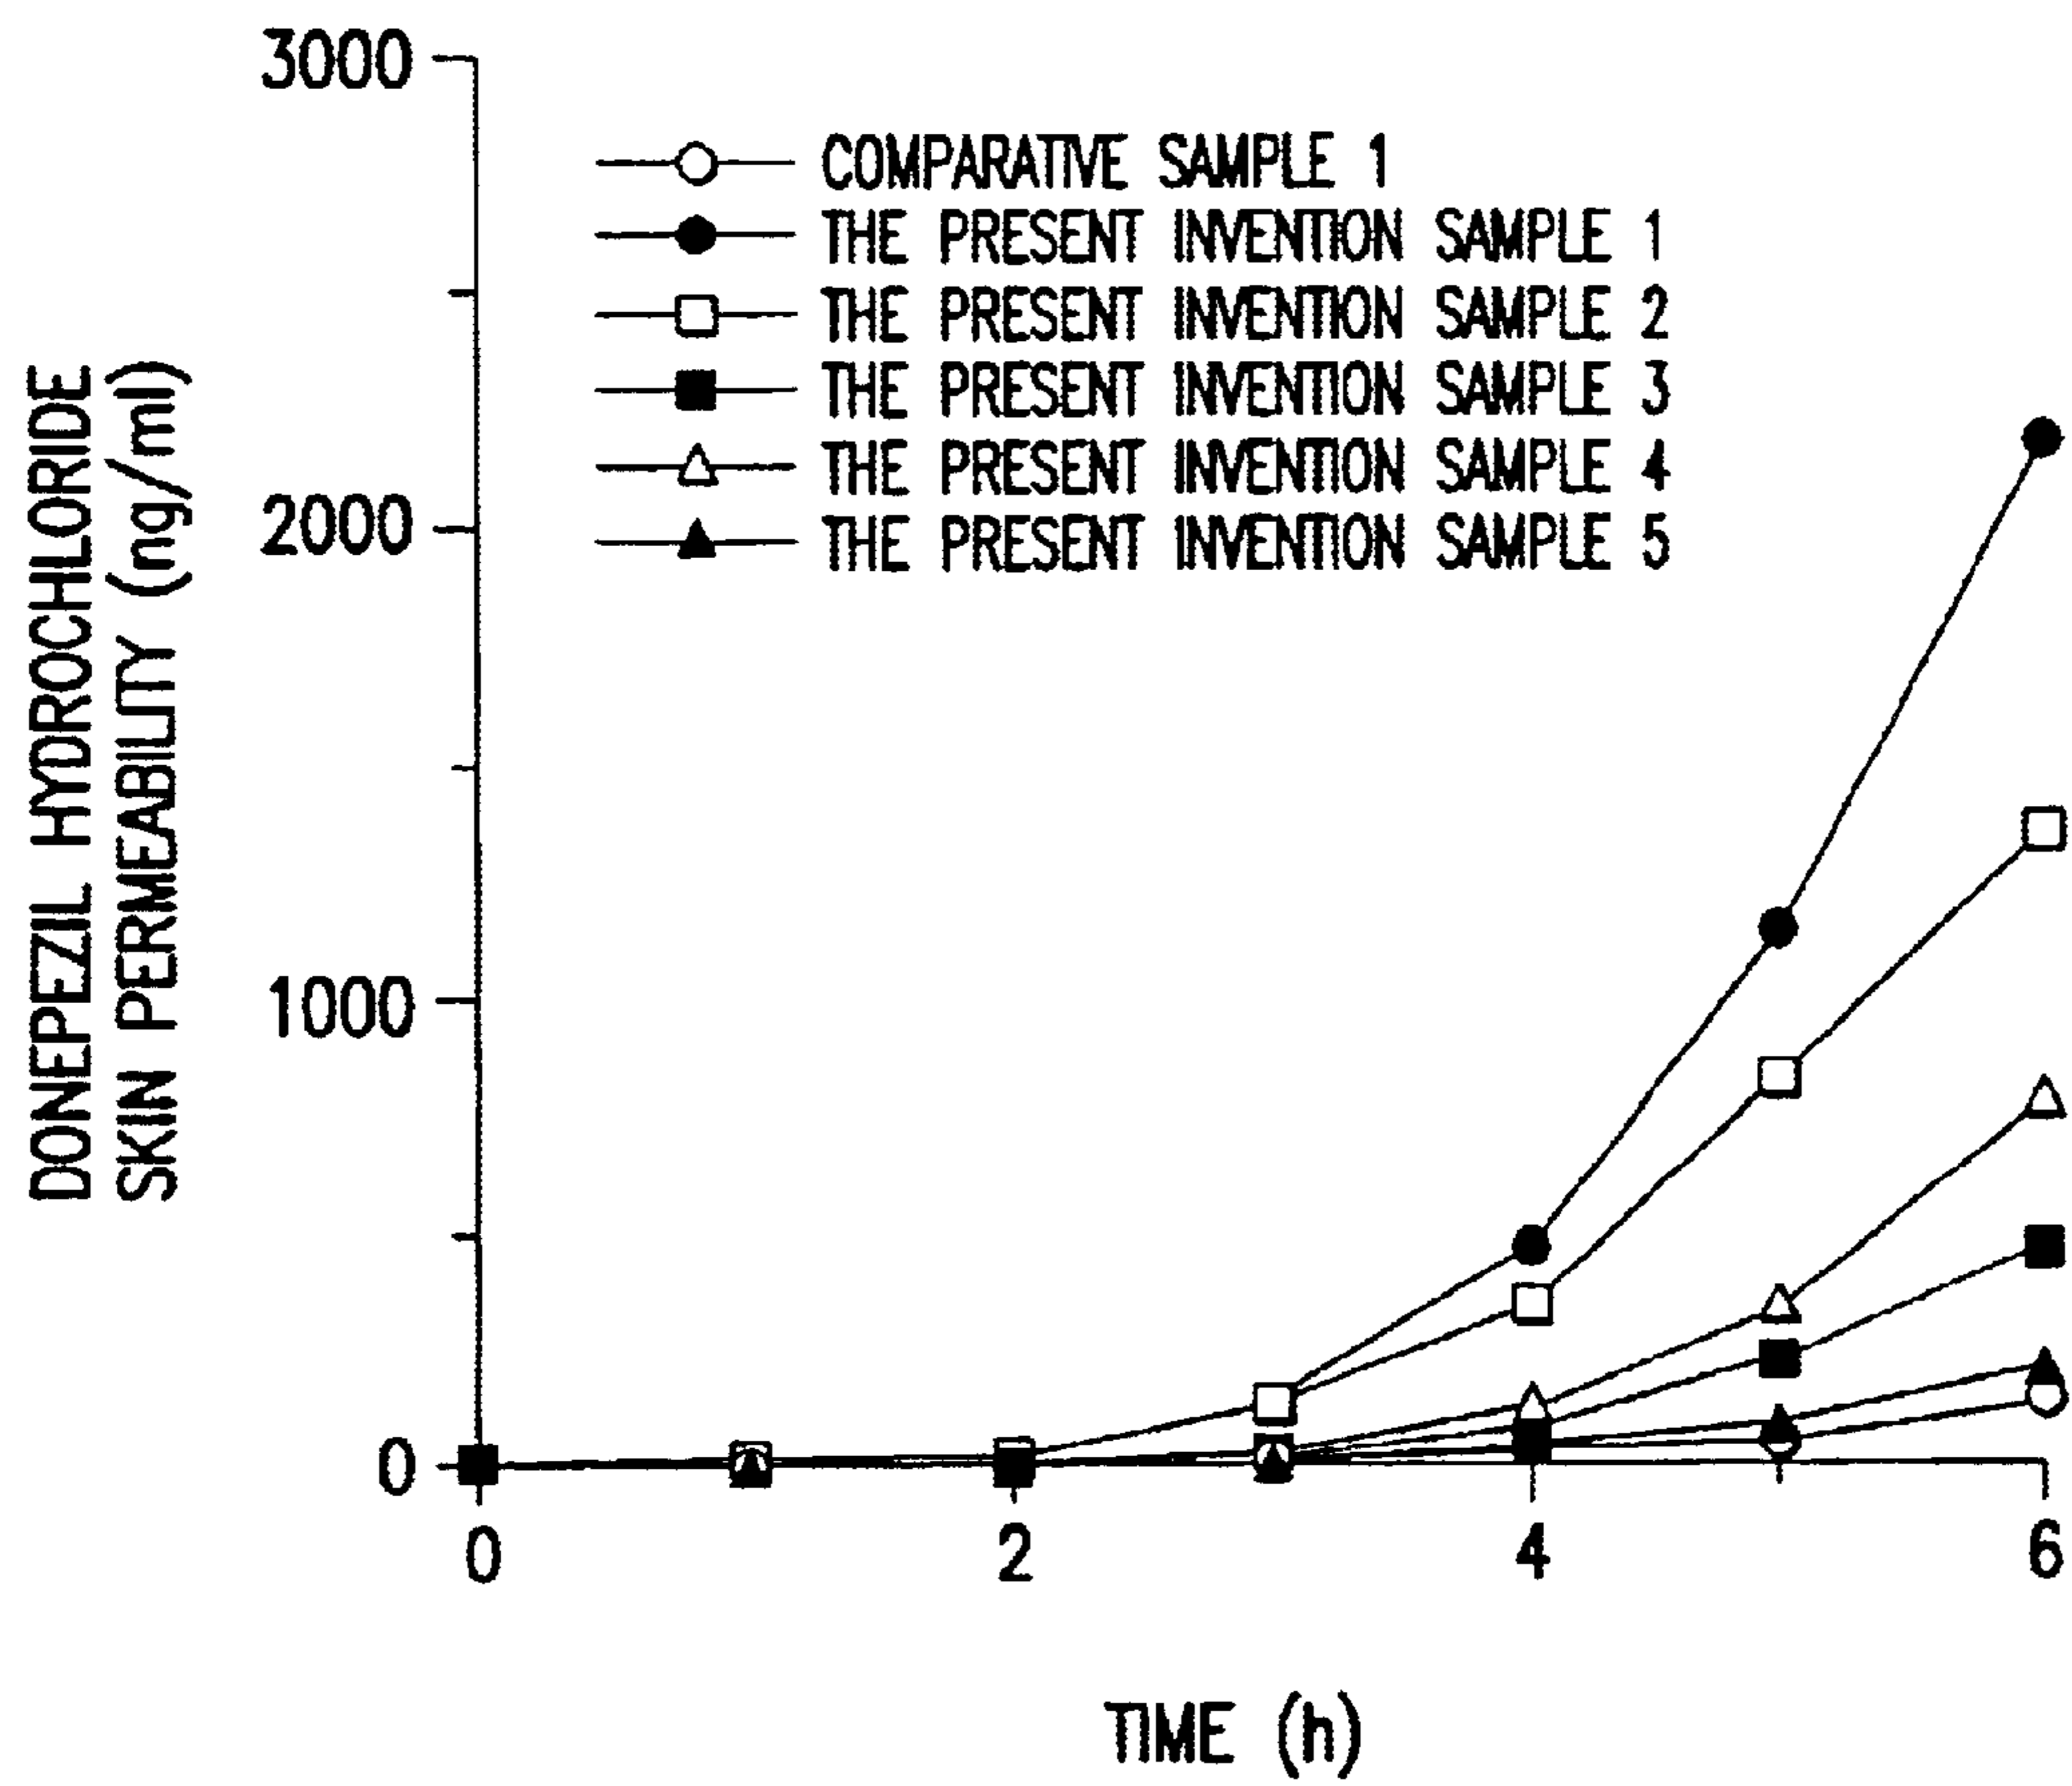 3000
COMPARATIVE SAMPLE 1
THE PRESENT INVENTION SAMPLE 1
THE PRESENT INVENTION SAMPLE 2
THE PRESENT INVENTION SAMPLE 3
THE PRESENT INVENTION SAMPLE 4
THE PRESENT INVENTION SAMPLE 5
DONEPEZIL HYDROCHLORIDE
SKIN PERMEABILITY (ng/ml)
2000
1000
0
0 2 4 6
TIME (h)